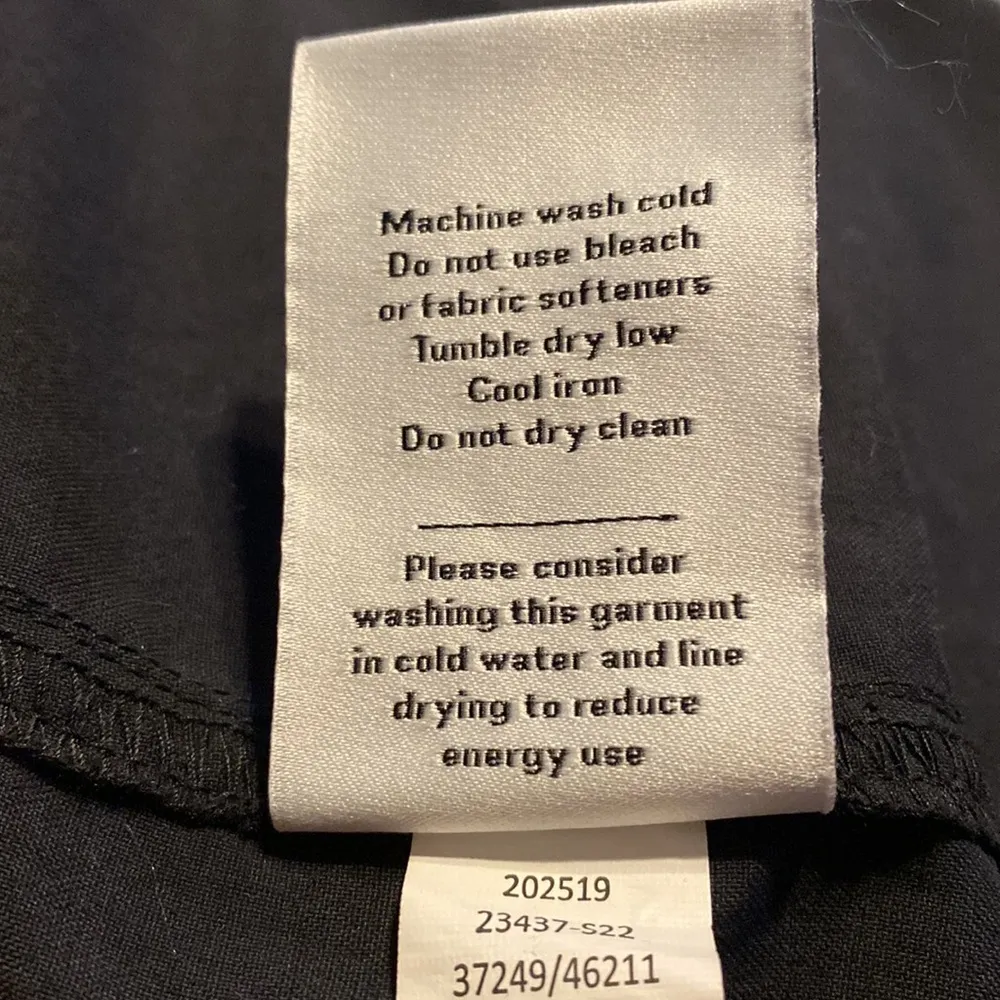 Machine wash cold
Do not use bleach
or fabric softeners
Tumble dry low
Cool iron
Do not dry clean
Please consider
washing this garment
in cold water and line
drying to reduce
energy use
202519
23437-S22
37249/46211